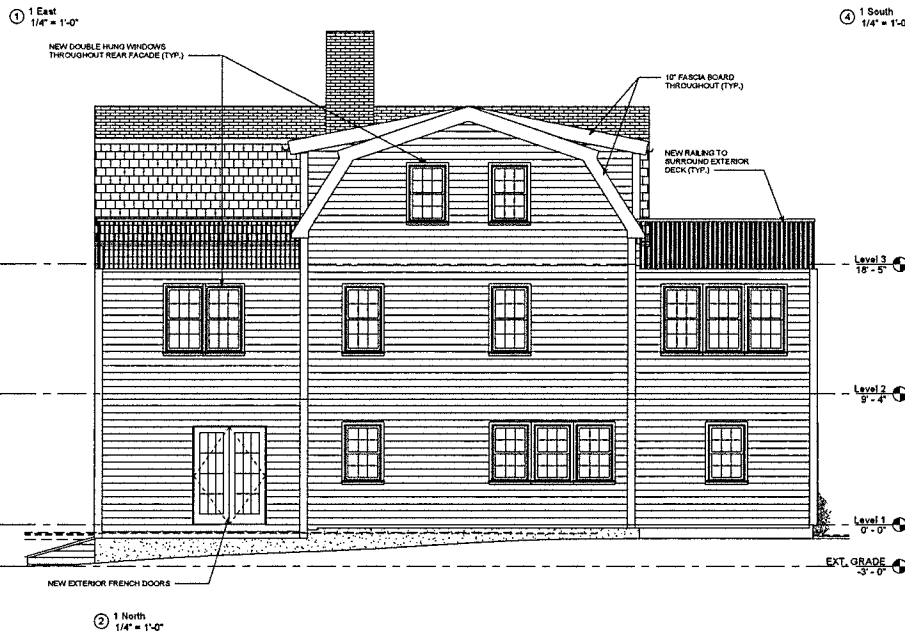 1 1 East
1/4" = 1'-0"
4 1 South
1/4" = 1'-0
NEW DOUBLE HUNG WINDOWS
THROUGHOUT REAR FACADE (TYP.)
10" FASCIA BOARD
THROUGHOUT (TYP.)
NEW RAILING TO
SURROUND EXTERIOR
DECK (TYP.)
Level 3
18' - 5"
Level 2
9' - 4"
Level 1
0' - 0"
EXT. GRADE
-3' - 0"
NEW EXTERIOR FRENCH DOORS
2 1 North
1/4" = 1'-0"